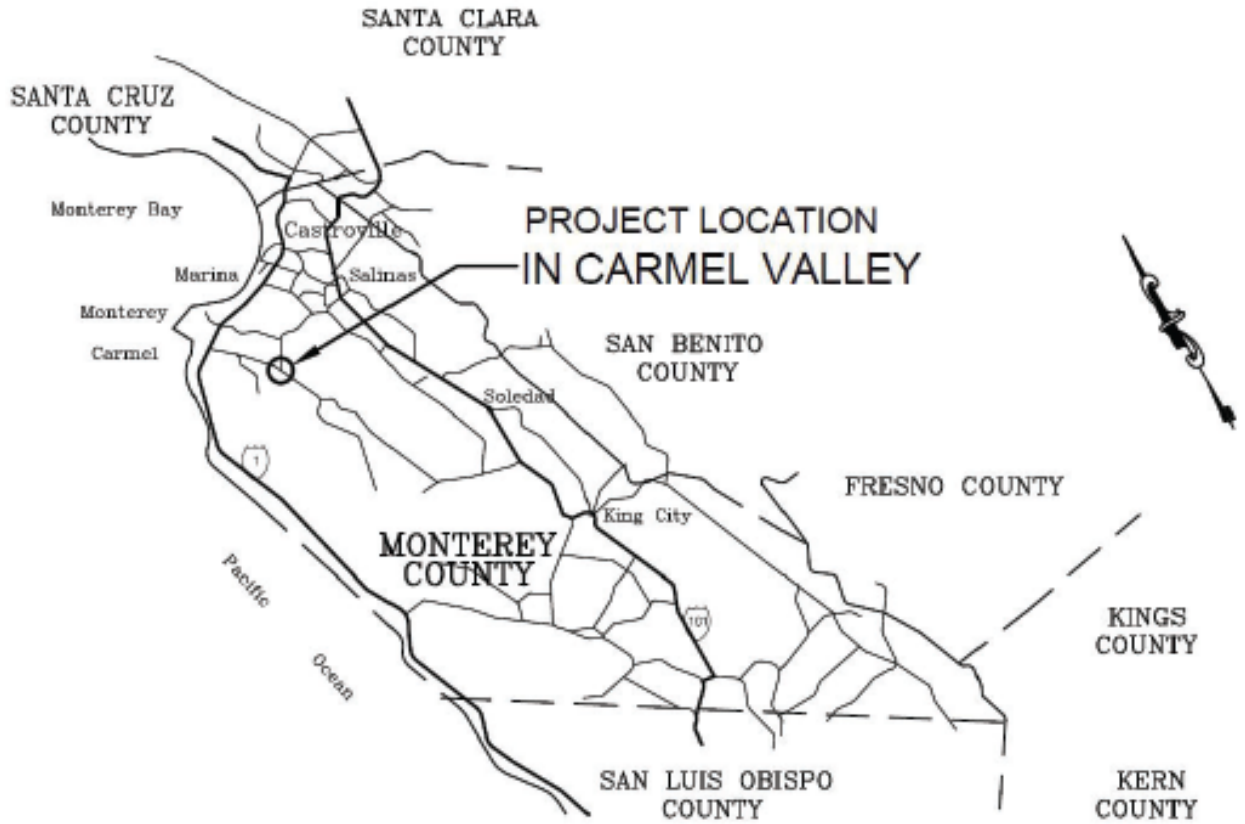 SANTA CLARA
COUNTY
SANTA CRUZ
COUNTY
Monterey Bay
PROJECT LOCATION
IN CARMEL VALLEY
Castroville
Marina
Salinas
Monterey
Carmel
SAN BENITO
COUNTY
Soledad
1
FRESNO COUNTY
King City
MONTEREY
COUNTY
Pacific
Ocean
101
KINGS
COUNTY
SAN LUIS OBISPO
COUNTY
KERN
COUNTY